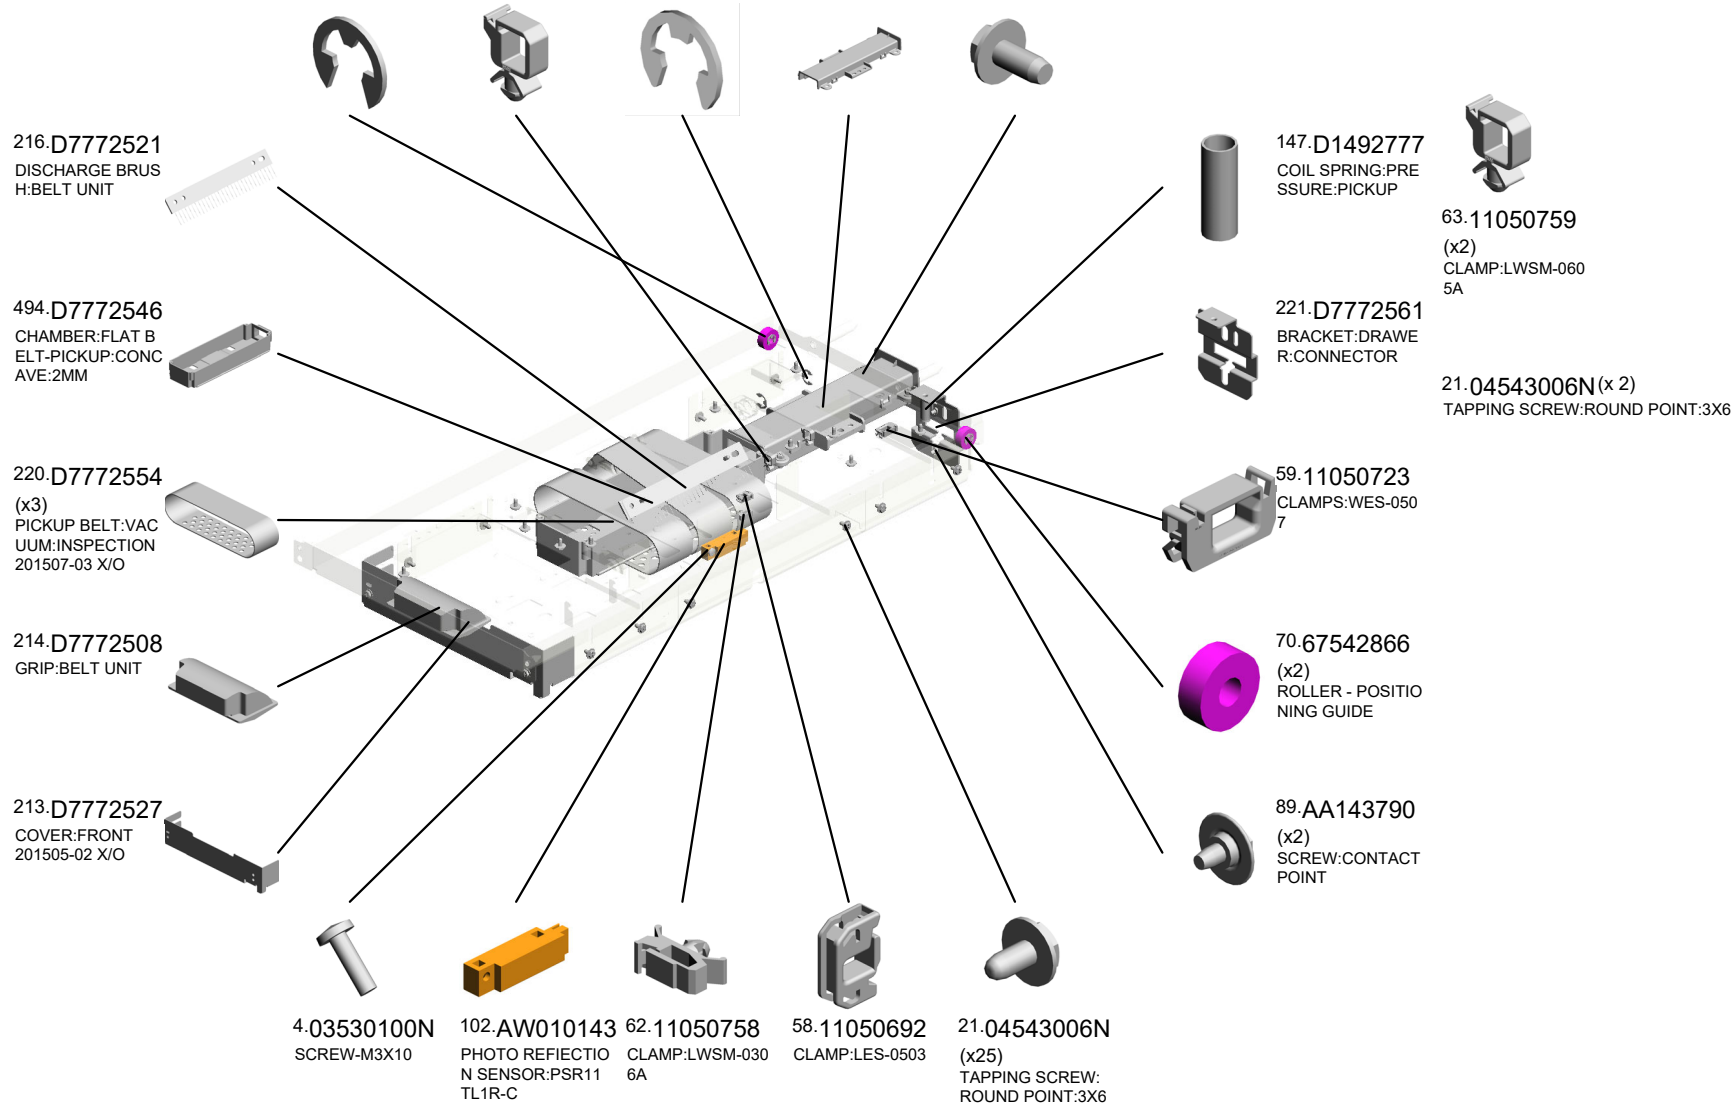 216.D7772521
DISCHARGE BRUS
H:BELT UNIT
494.D7772546
CHAMBER:FLAT B
ELT-PICKUP:CONC
AVE:2MM
220.D7772554
(x3)
PICKUP BELT:VAC
UUM:INSPECTION
201507-03 X/O
214.D7772508
GRIP:BELT UNIT
213.D7772527
COVER:FRONT
201505-02 X/O
4.03530100N
SCREW-M3X10
102.AW010143
PHOTO REFIECTIO
N SENSOR:PSR11
TL1R-C
62.11050758
CLAMP:LWSM-030
6A
58.11050692
CLAMP:LES-0503
21.04543006N
(x25)
TAPPING SCREW:
ROUND POINT:3X6
147.D1492777
COIL SPRING:PRE
SSURE:PICKUP
221.D7772561
BRACKET:DRAWE
R:CONNECTOR
59.11050723
CLAMPS:WES-050
7
70.67542866
(x2)
ROLLER - POSITIO
NING GUIDE
89.AA143790
(x2)
SCREW:CONTACT
POINT
63.11050759
(x2)
CLAMP:LWSM-060
5A
21.04543006N (x 2)
TAPPING SCREW:ROUND POINT:3X6